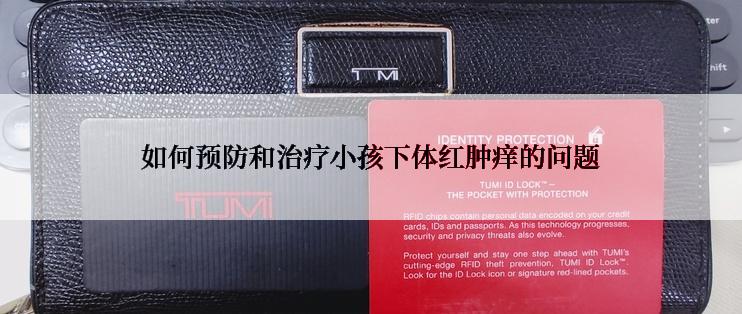 TUMI
ter
shift
如何预防和治疗小孩下体红肿痒的问题
TUMI
IDENTITY PROTECTION
TUMI ID LOCK™ –
THE POCKET WITH PROTECTION
RFID chips contain personal data encoded on your credit
cards, IDs and passports. As this technology progresses,
security and privacy threats also evolve.
Protect yourself and stay one step ahead with TUMI's
cutting-edge RFID theft prevention, TUMI ID Lock™.
Look for the ID Lock icon or signature red-lined pockets.